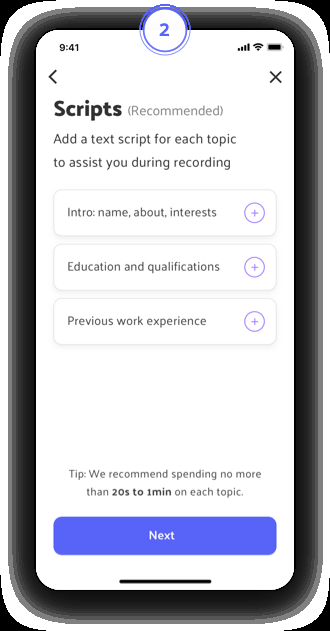 2
9:41
Scripts (Recommended)
Add a text script for each topic
to assist you during recording
Intro: name, about, interests
Education and qualifications
Previous work experience
Tip: We recommend spending no more
than 20s to 1min on each topic.
Next